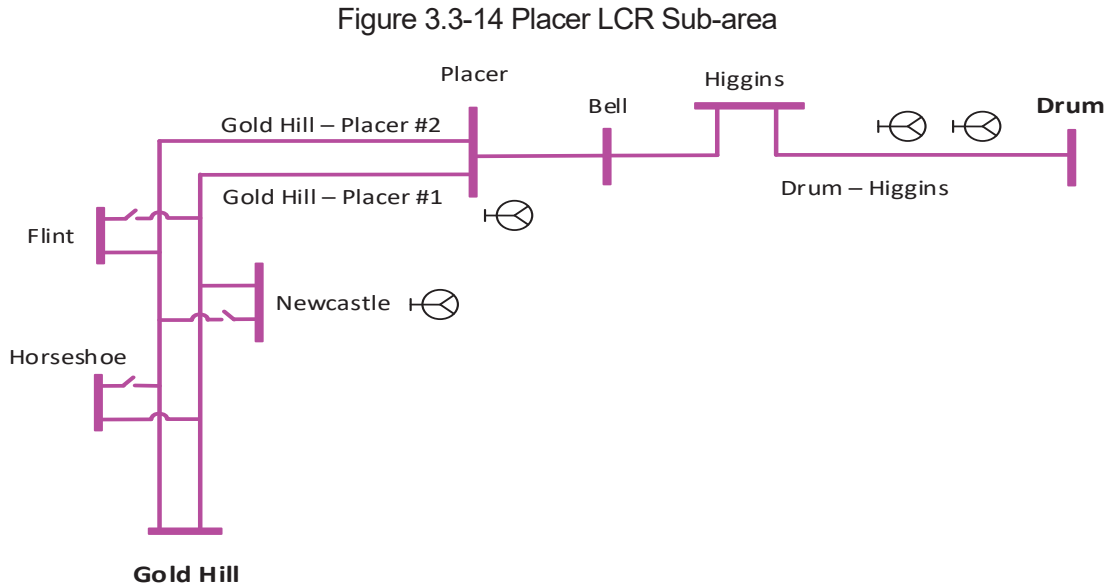 Figure 3.3-14 Placer LCR Sub-area
Placer
Higgins
Bell
Drum
Gold Hill – Placer #2
Gold Hill – Placer #1
Drum – Higgins
Flint
Newcastle
Horseshoe
Gold Hill